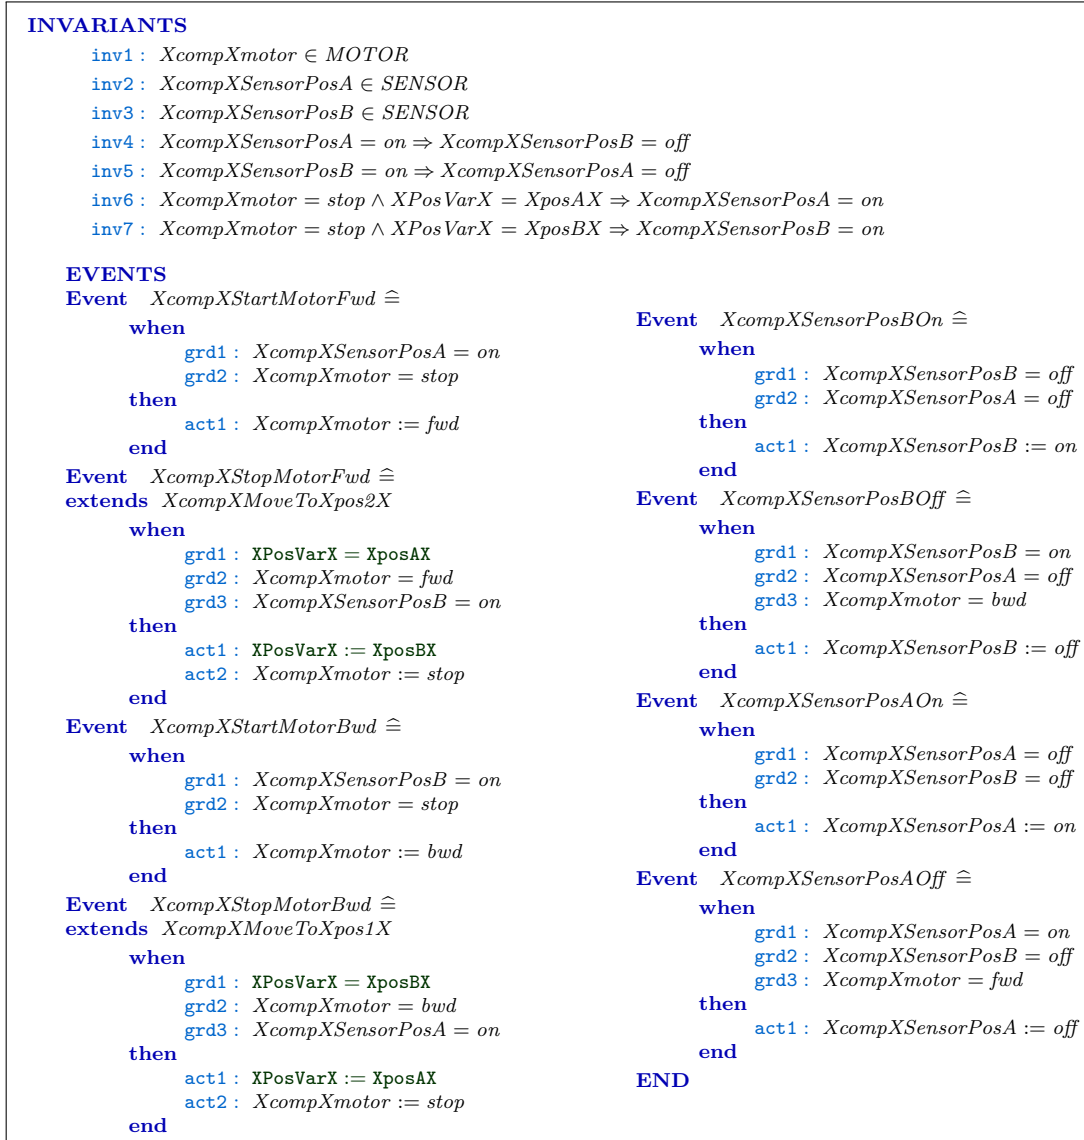 INVARIANTS
inv1 : XcompXmotor ∈ MOTOR
inv2 : XcompXSensorPosA ∈ SENSOR
inv3 : XcompXSensorPosB ∈ SENSOR
inv4 : XcompXSensorPosA = on ⇒ XcompXSensorPosB = off
inv5 : XcompXSensorPosB = on ⇒ XcompXSensorPosA = off
inv6 : XcompXmotor = stop ∧ XPosVarX = XposAX ⇒ XcompXSensorPosA = on
inv7 : XcompXmotor = stop ∧ XPosVarX = XposBX ⇒ XcompXSensorPosB = on
EVENTS
Event XcompXStartMotorFwd ≙
when
grd1 : XcompXSensorPosA = on
grd2 : XcompXmotor = stop
then
act1 : XcompXmotor := fwd
end
Event XcompXStopMotorFwd ≙
extends XcompXMoveToXpos2X
when
grd1 : XPosVarX = XposAX
grd2 : XcompXmotor = fwd
grd3 : XcompXSensorPosB = on
then
act1 : XPosVarX := XposBX
act2 : XcompXmotor := stop
end
Event XcompXStartMotorBwd ≙
when
grd1 : XcompXSensorPosB = on
grd2 : XcompXmotor = stop
then
act1 : XcompXmotor := bwd
end
Event XcompXStopMotorBwd ≙
extends XcompXMoveToXpos1X
when
grd1 : XPosVarX = XposBX
grd2 : XcompXmotor = bwd
grd3 : XcompXSensorPosA = on
then
act1 : XPosVarX := XposAX
act2 : XcompXmotor := stop
end
Event XcompXSensorPosBOn ≙
when
grd1 : XcompXSensorPosB = off
grd2 : XcompXSensorPosA = off
then
act1 : XcompXSensorPosB := on
end
Event XcompXSensorPosBOff ≙
when
grd1 : XcompXSensorPosB = on
grd2 : XcompXSensorPosA = off
grd3 : XcompXmotor = bwd
then
act1 : XcompXSensorPosB := off
end
Event XcompXSensorPosAOn ≙
when
grd1 : XcompXSensorPosA = off
grd2 : XcompXSensorPosB = off
then
act1 : XcompXSensorPosA := on
end
Event XcompXSensorPosAOff ≙
when
grd1 : XcompXSensorPosA = on
grd2 : XcompXSensorPosB = off
grd3 : XcompXmotor = fwd
then
act1 : XcompXSensorPosA := off
end
END